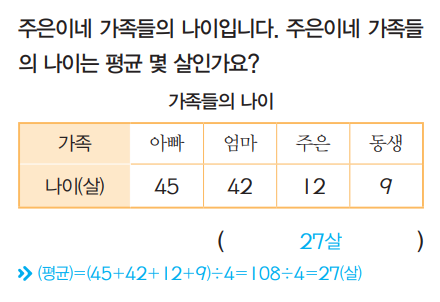 주은이네 가족들의 나이입니다. 주은이네 가족들
의 나이는 평균 몇 살인가요?
가족들의 나이
가족 아빠 엄마 주은 동생
나이(살) 45 42 12 9
( 27살 )
(평균)=(45+42+12+9)÷4=108÷4=27(살)